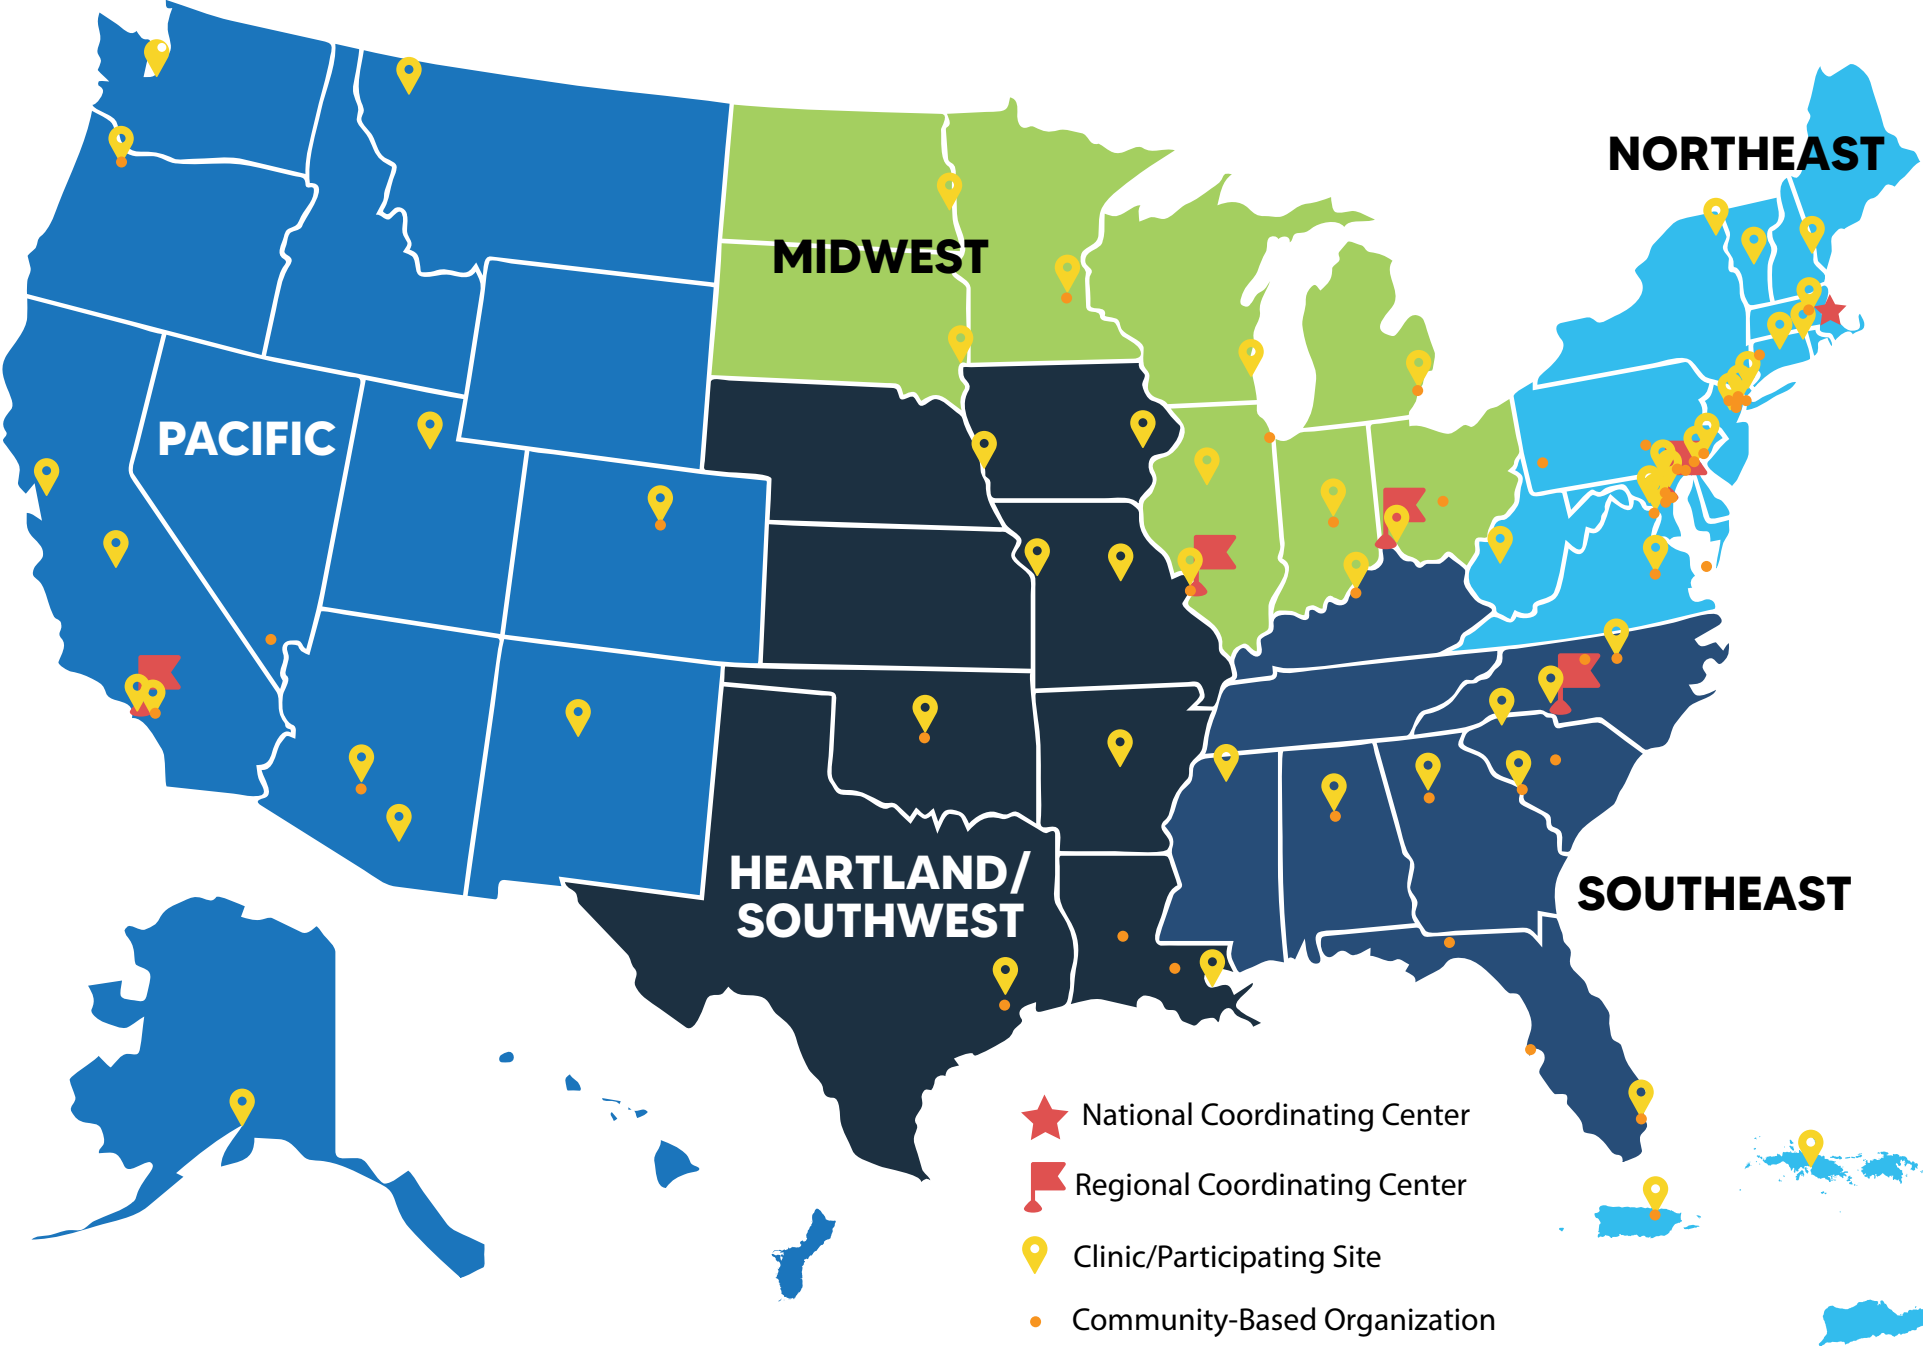 NORTHEAST
MIDWEST
PACIFIC
HEARTLAND/
SOUTHWEST
SOUTHEAST
National Coordinating Center
Regional Coordinating Center
Clinic/Participating Site
Community-Based Organization